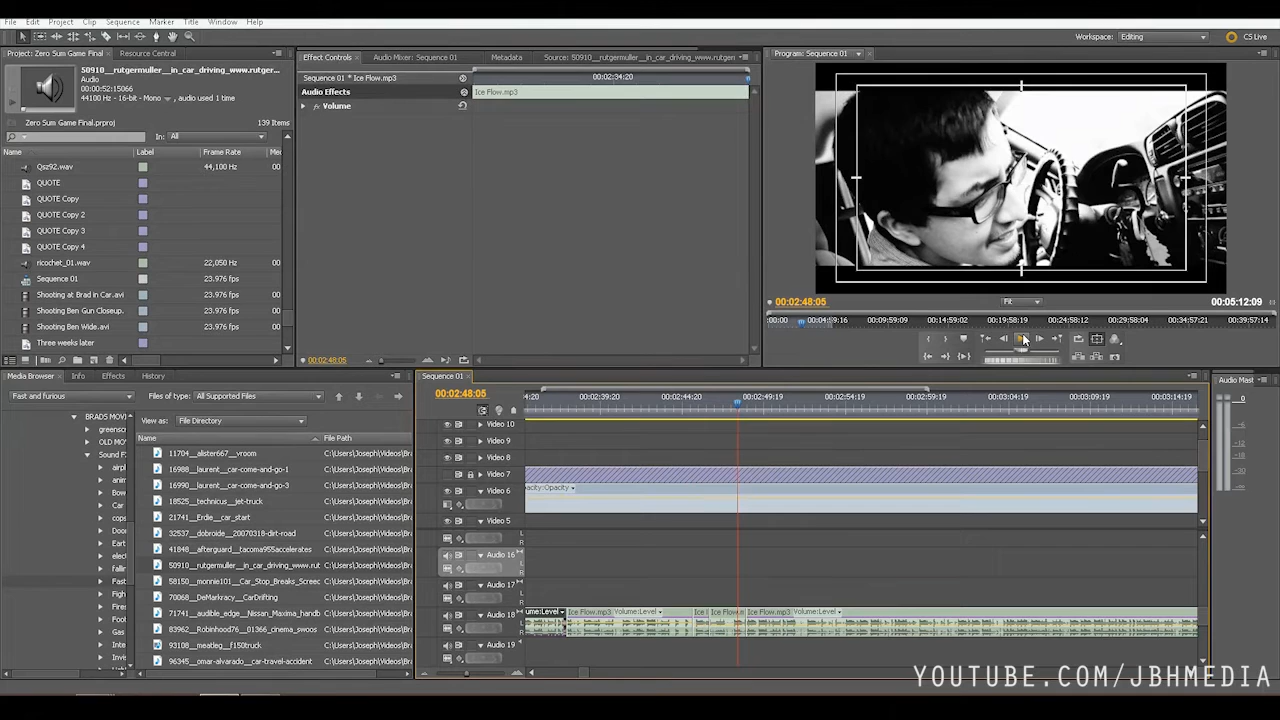 File Edit Project Clip Sequence Marker Title Window Help
Workspace: Editing CS Live
Project: Zero Sum Game Final Resource Central
50910__rutgermuller__in_car_driving_www.rutger...
Audio
00:00:52:15066
44100 Hz - 16-bit - Mono , audio used 1 time
Zero Sum Game Final.prproj 139 Items
In: All
Name Label Frame Rate Me
Qsz92.wav 44,100 Hz 00
QUOTE
QUOTE Copy
QUOTE Copy 2
QUOTE Copy 3
QUOTE Copy 4
ricochet_01.wav 22,050 Hz 00
Sequence 01 23.976 fps
Shooting at Brad in Car.avi 23.976 fps 00
Shooting Ben Gun Closeup. 23.976 fps 00
Shooting Ben Wide.avi 23.976 fps 00
Three weeks later
Effect Controls Audio Mixer: Sequence 01 Metadata Source: 50910__rutgermuller__in_car_driving_www.rutgerr
Sequence 01 * Ice Flow.mp3 00:02:34:20
Audio Effects Ice Flow.mp3
fx Volume
00:02:48:05
Program: Sequence 01
00:02:48:05 Fit 00:05:12:09
:00:00 00:04:59:16 00:09:59:09 00:14:59:02 00:19:58:19 00:24:58:12 00:29:58:04 00:34:57:21 00:39:57:14
Media Browser Info Effects History
Fast and furious Files of type: All Supported Files
View as: File Directory
BRADS MOVI
greensc
OLD MO
Sound F
airpl
Bow
Car
cops
Doo
Eart
elec
fallin
Fast
Figh
Fire
Gas
Hor
Inte
Invis
Name File Path
11704__alister667__vroom C:\Users\Joseph\Videos\Bra
16988__laurent__car-come-and-go-1 C:\Users\Joseph\Videos\Bra
16990__laurent__car-come-and-go-3 C:\Users\Joseph\Videos\Bra
18525__technicus__jet-truck C:\Users\Joseph\Videos\Bra
21741__Erdie__car_start C:\Users\Joseph\Videos\Bra
32537__dobroide__20070318-dirt-road C:\Users\Joseph\Videos\Bra
41848__afterguard__tacoma955accelerates C:\Users\Joseph\Videos\Bra
50910__rutgermuller__in_car_driving_www.rut C:\Users\Joseph\Videos\Bra
58150__monnie101__Car_Stop_Breaks_Screec C:\Users\Joseph\Videos\Bra
70068__DeMarkacy__CarDrifting C:\Users\Joseph\Videos\Bra
71741__audible_edge__Nissan_Maxima_handb C:\Users\Joseph\Videos\Bra
83962__Robinhood76__01366_cinema_swoos C:\Users\Joseph\Videos\Bra
93108__meatleg__f150truck C:\Users\Joseph\Videos\Bra
96345__omar-alvarado__car-travel-accident C:\Users\Joseph\Videos\Bra
Sequence 01
00:02:48:05
4:20 00:02:39:20 00:02:44:20 00:02:49:19 00:02:54:19 00:02:59:19 00:03:04:19 00:03:09:19 00:03:14:19
Video 10
Video 9
Video 8
Video 7
Video 6 pacity:Opacity
Video 5
Audio 16
Audio 17
Audio 18 ume:Level Ice Flow.mp3 Volume:Level Ice Flow.m Ice Flow.mp3 Volume:Level
Audio 19
Audio Mast
0
-6
-12
-18
-30
YOUTUBE.COM/JBHMEDIA